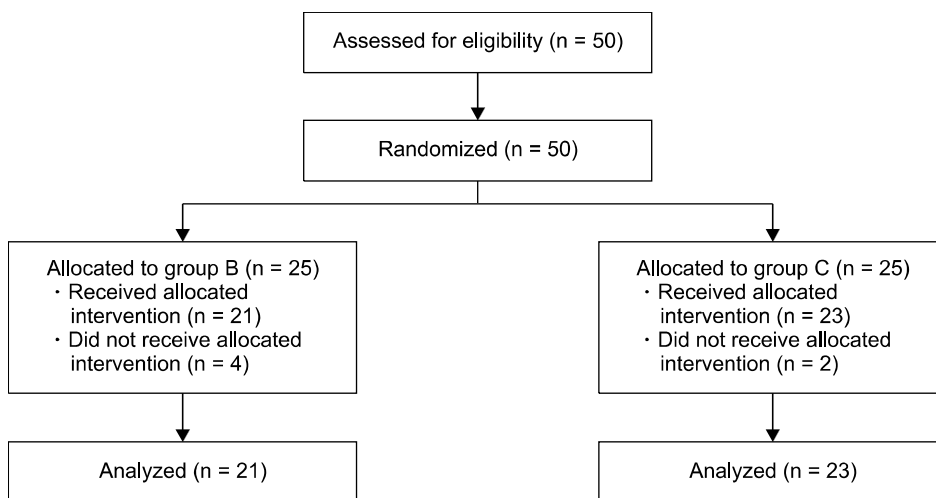 Assessed for eligibility (n = 50)
Randomized (n = 50)
Allocated to group B (n = 25)
· Received allocated
intervention (n = 21)
· Did not receive allocated
intervention (n = 4)
Allocated to group C (n = 25)
· Received allocated
intervention (n = 23)
· Did not receive allocated
intervention (n = 2)
Analyzed (n = 21)
Analyzed (n = 23)